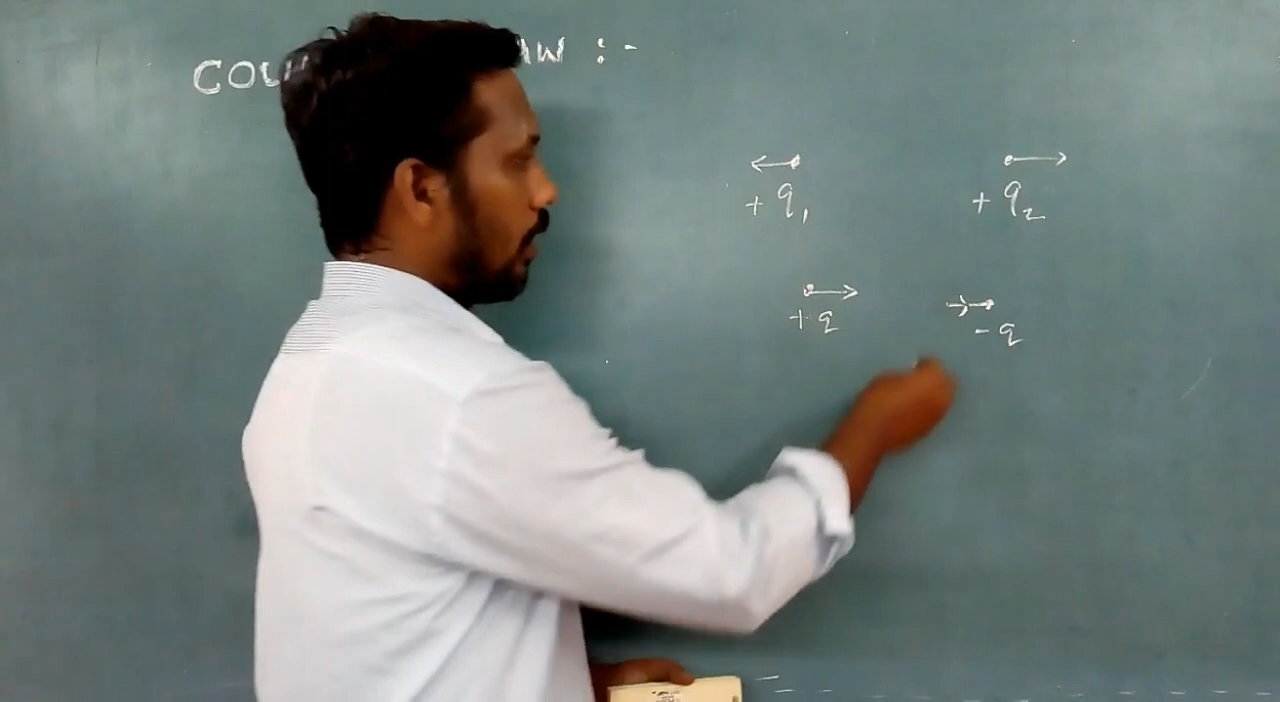 COU AW :-
+ q₁ + q₂
+q -q